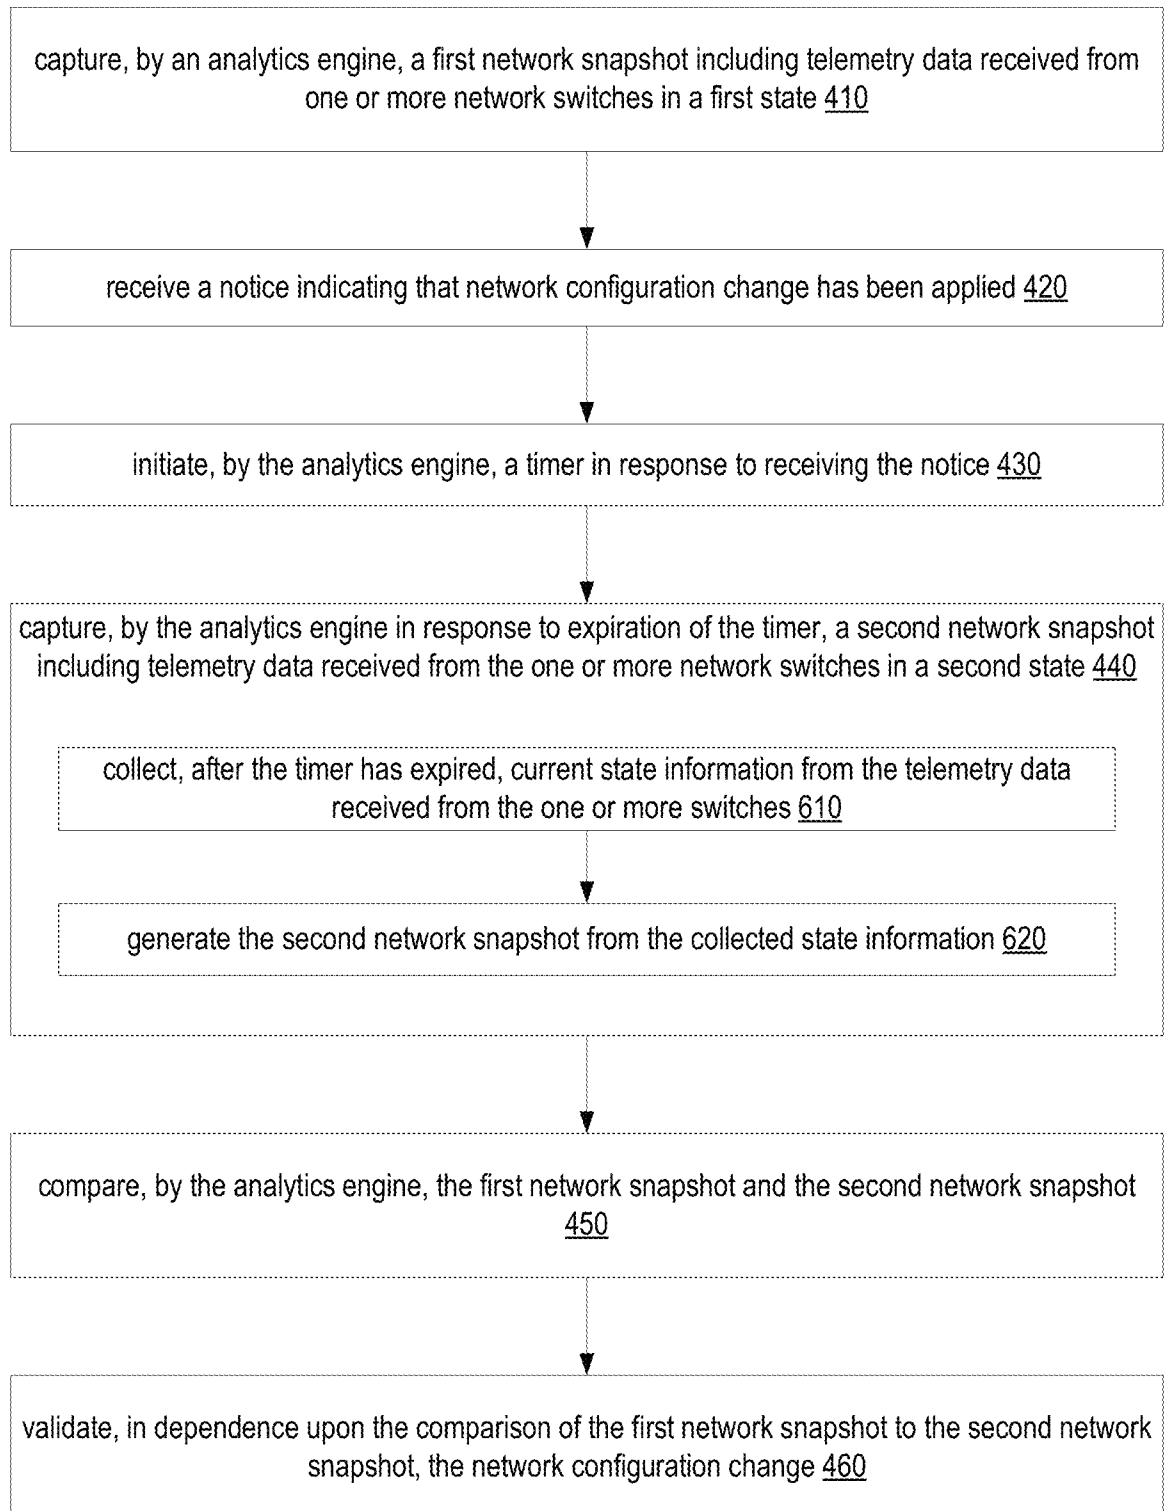 capture, by an analytics engine, a first network snapshot including telemetry data received from
one or more network switches in a first state 410
receive a notice indicating that network configuration change has been applied 420
initiate, by the analytics engine, a timer in response to receiving the notice 430
capture, by the analytics engine in response to expiration of the timer, a second network snapshot
including telemetry data received from the one or more network switches in a second state 440
collect, after the timer has expired, current state information from the telemetry data
received from the one or more switches 610
generate the second network snapshot from the collected state information 620
compare, by the analytics engine, the first network snapshot and the second network snapshot
450
validate, in dependence upon the comparison of the first network snapshot to the second network
snapshot, the network configuration change 460